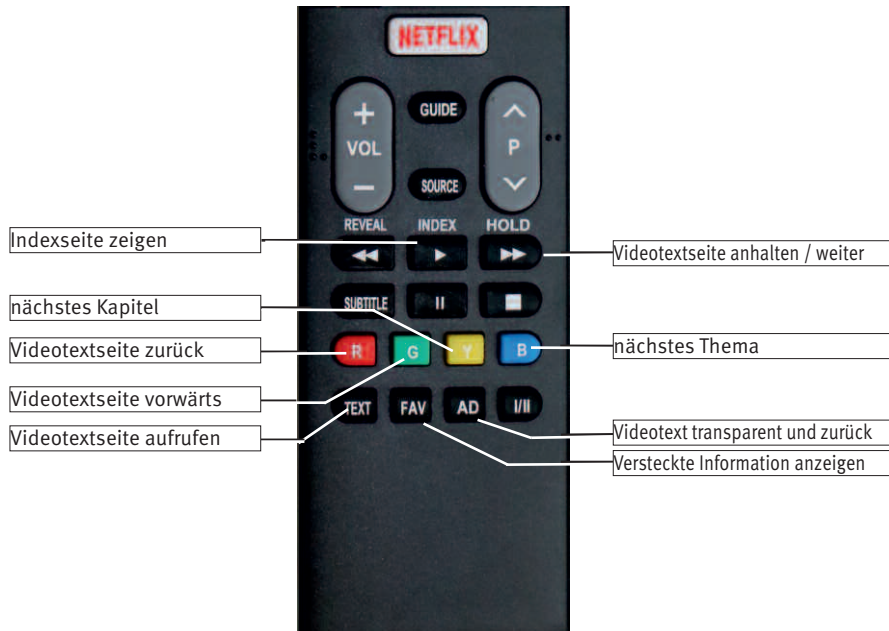 NETFLIX
+ GUIDE
VOL P
− SOURCE
REVEAL INDEX HOLD
Indexseite zeigen
Videotextseite anhalten / weiter
SUBTITLE
nächstes Kapitel
Videotextseite zurück
R G Y B
nächstes Thema
Videotextseite vorwärts
TEXT FAV AD I/II
Videotextseite aufrufen
Videotext transparent und zurück
Versteckte Information anzeigen